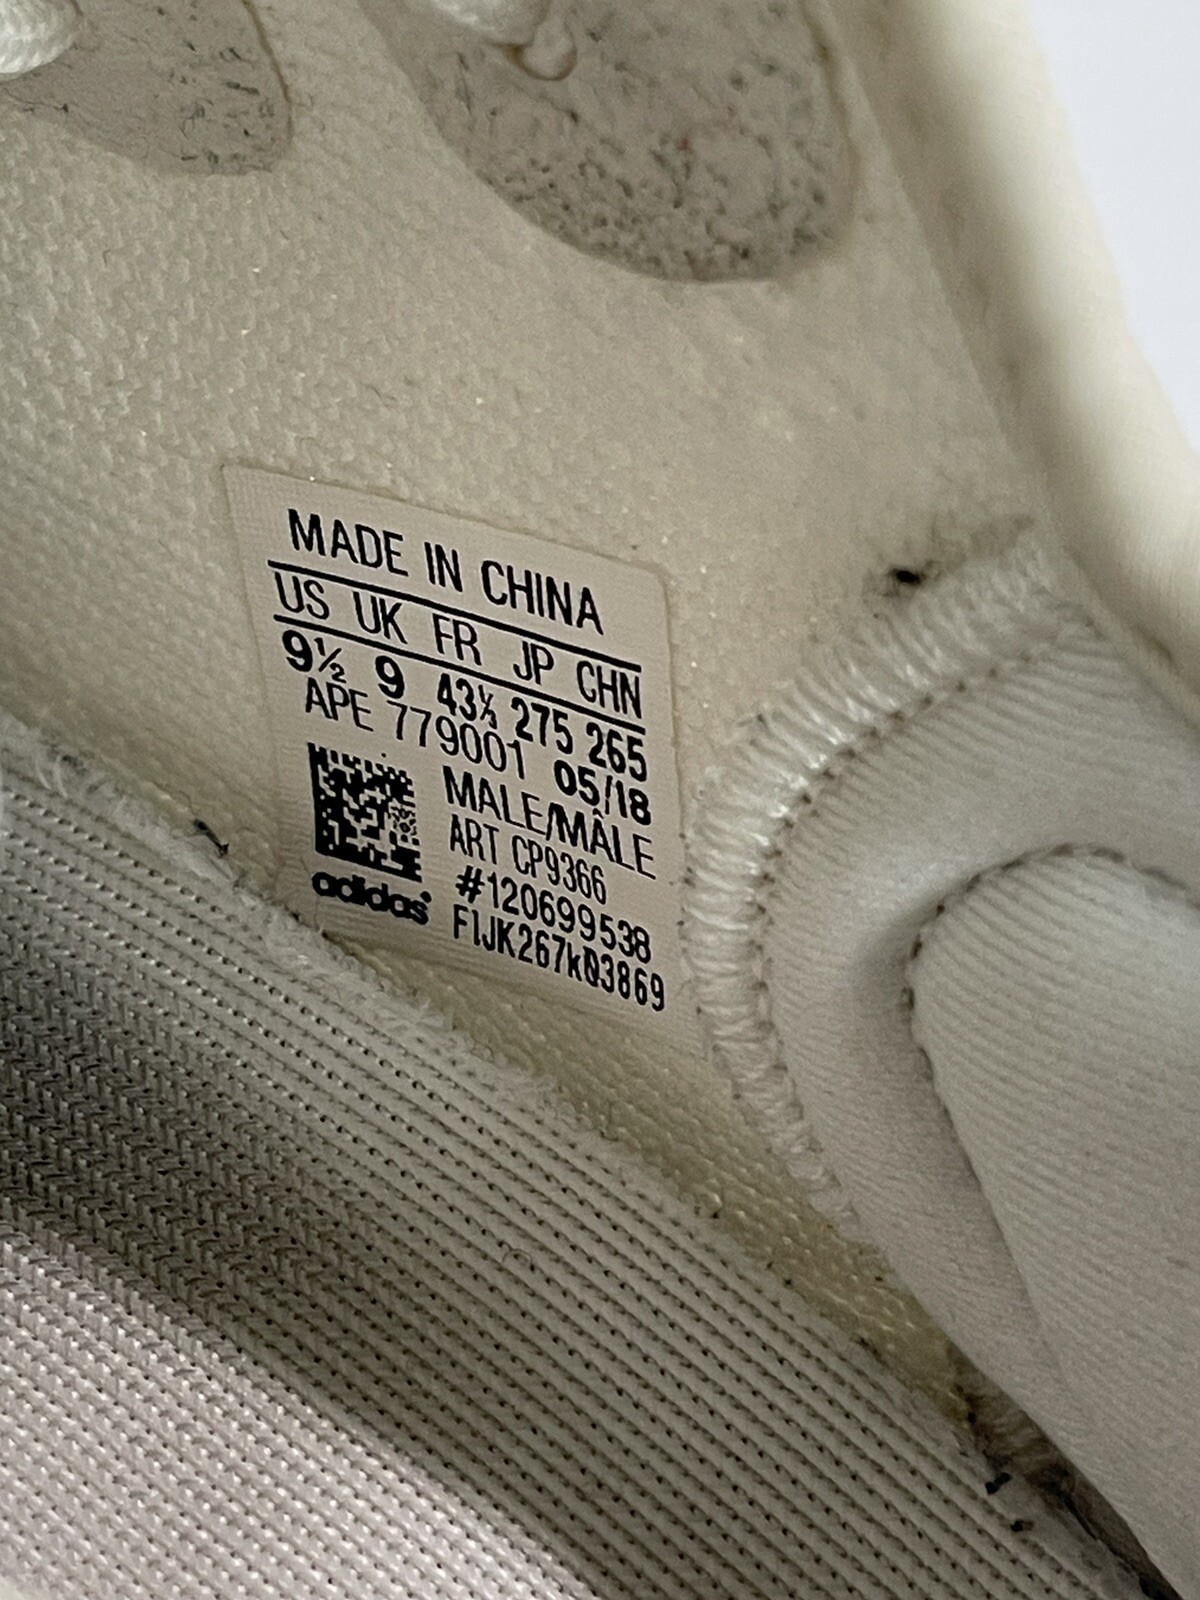 MADE IN CHINA
US UK FR JP CHN
9½ 9 43⅓ 275 265
APE 779001 05/18
MALE/MÂLE
ART CP9366
#120699538
adidas
FlJK267k03869